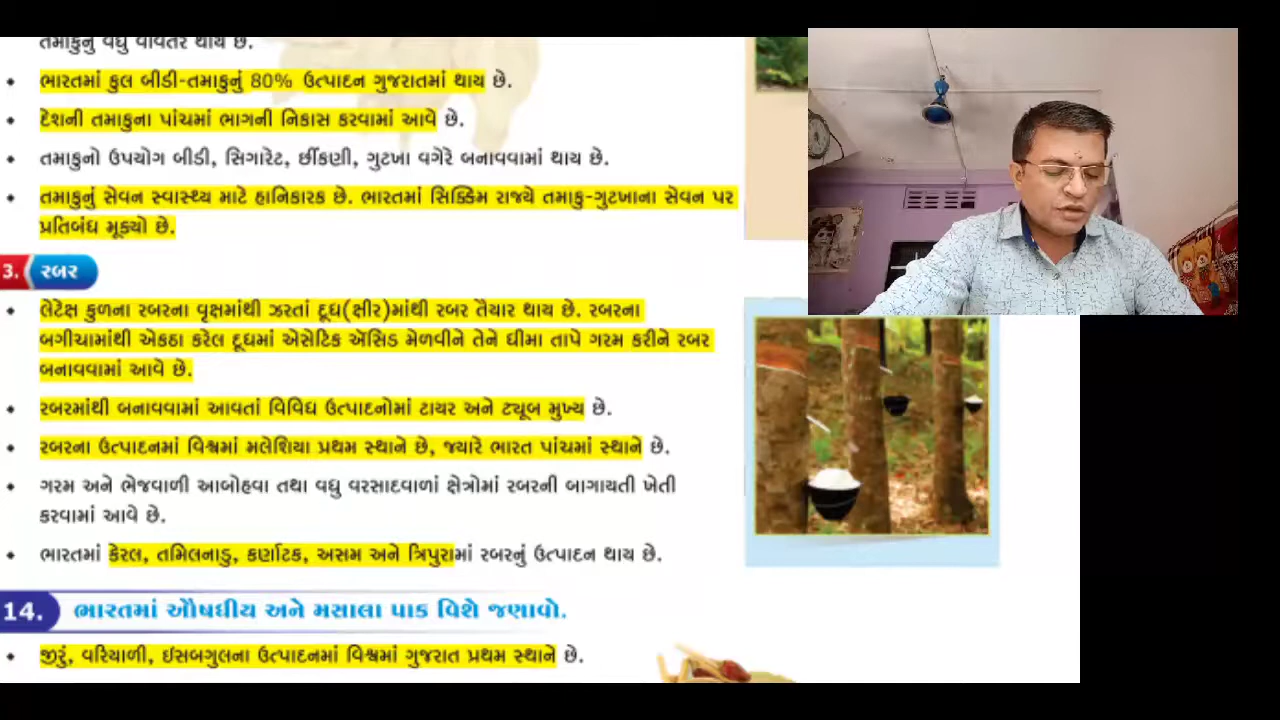 તમાકુનું વધુ વાવેતર થાય છે.
• ભારતમાં કુલ બીડી-તમાકુનું 80% ઉત્પાદન ગુજરાતમાં થાય છે.
• દેશની તમાકુના પાંચમાં ભાગની નિકાસ કરવામાં આવે છે.
• તમાકુનો ઉપયોગ બીડી, સિગારેટ, છીંકણી, ગુટખા વગેરે બનાવવામાં થાય છે.
• તમાકુનું સેવન સ્વાસ્થ્ય માટે હાનિકારક છે. ભારતમાં સિક્કિમ રાજ્યે તમાકુ-ગુટખાના સેવન પર
પ્રતિબંધ મૂક્યો છે.
3. રબર
• લેટેક્ષ કુળના રબરના વૃક્ષમાંથી ઝરતાં દૂધ(ક્ષીર)માંથી રબર તૈયાર થાય છે. રબરના
બગીચામાંથી એકઠા કરેલ દૂધમાં એસેટિક ઍસિડ મેળવીને તેને ધીમા તાપે ગરમ કરીને રબર
બનાવવામાં આવે છે.
• રબરમાંથી બનાવવામાં આવતાં વિવિધ ઉત્પાદનોમાં ટાયર અને ટ્યૂબ મુખ્ય છે.
• રબરના ઉત્પાદનમાં વિશ્વમાં મલેશિયા પ્રથમ સ્થાને છે, જ્યારે ભારત પાંચમાં સ્થાને છે.
• ગરમ અને ભેજવાળી આબોહવા તથા વધુ વરસાદવાળાં ક્ષેત્રોમાં રબરની બાગાયતી ખેતી
કરવામાં આવે છે.
• ભારતમાં કેરલ, તમિલનાડુ, કર્ણાટક, અસમ અને ત્રિપુરામાં રબરનું ઉત્પાદન થાય છે.
14. ભારતમાં ઔષધીય અને મસાલા પાક વિશે જણાવો.
• જીરું, વરિયાળી, ઈસબગુલના ઉત્પાદનમાં વિશ્વમાં ગુજરાત પ્રથમ સ્થાને છે.